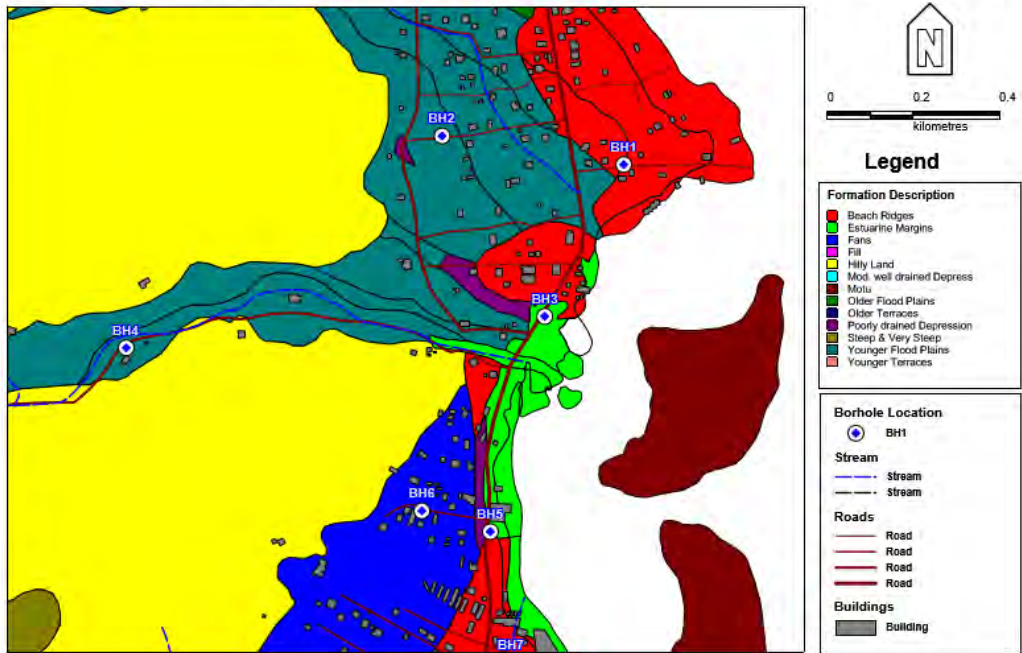 BH2
BH1
BH3
BH4
BH6
BH5
BH7
N
0 0.2 0.4
kilometres
Legend
Formation Description
Beach Ridges
Estuarine Margins
Fans
Fill
Hilly Land
Mod. well drained Depress
Motu
Older Flood Plains
Older Terraces
Poorly drained Depression
Steep & Very Steep
Younger Flood Plains
Younger Terraces
Borehole Location
BH1
Stream
Stream
Stream
Roads
Road
Road
Road
Road
Buildings
Building